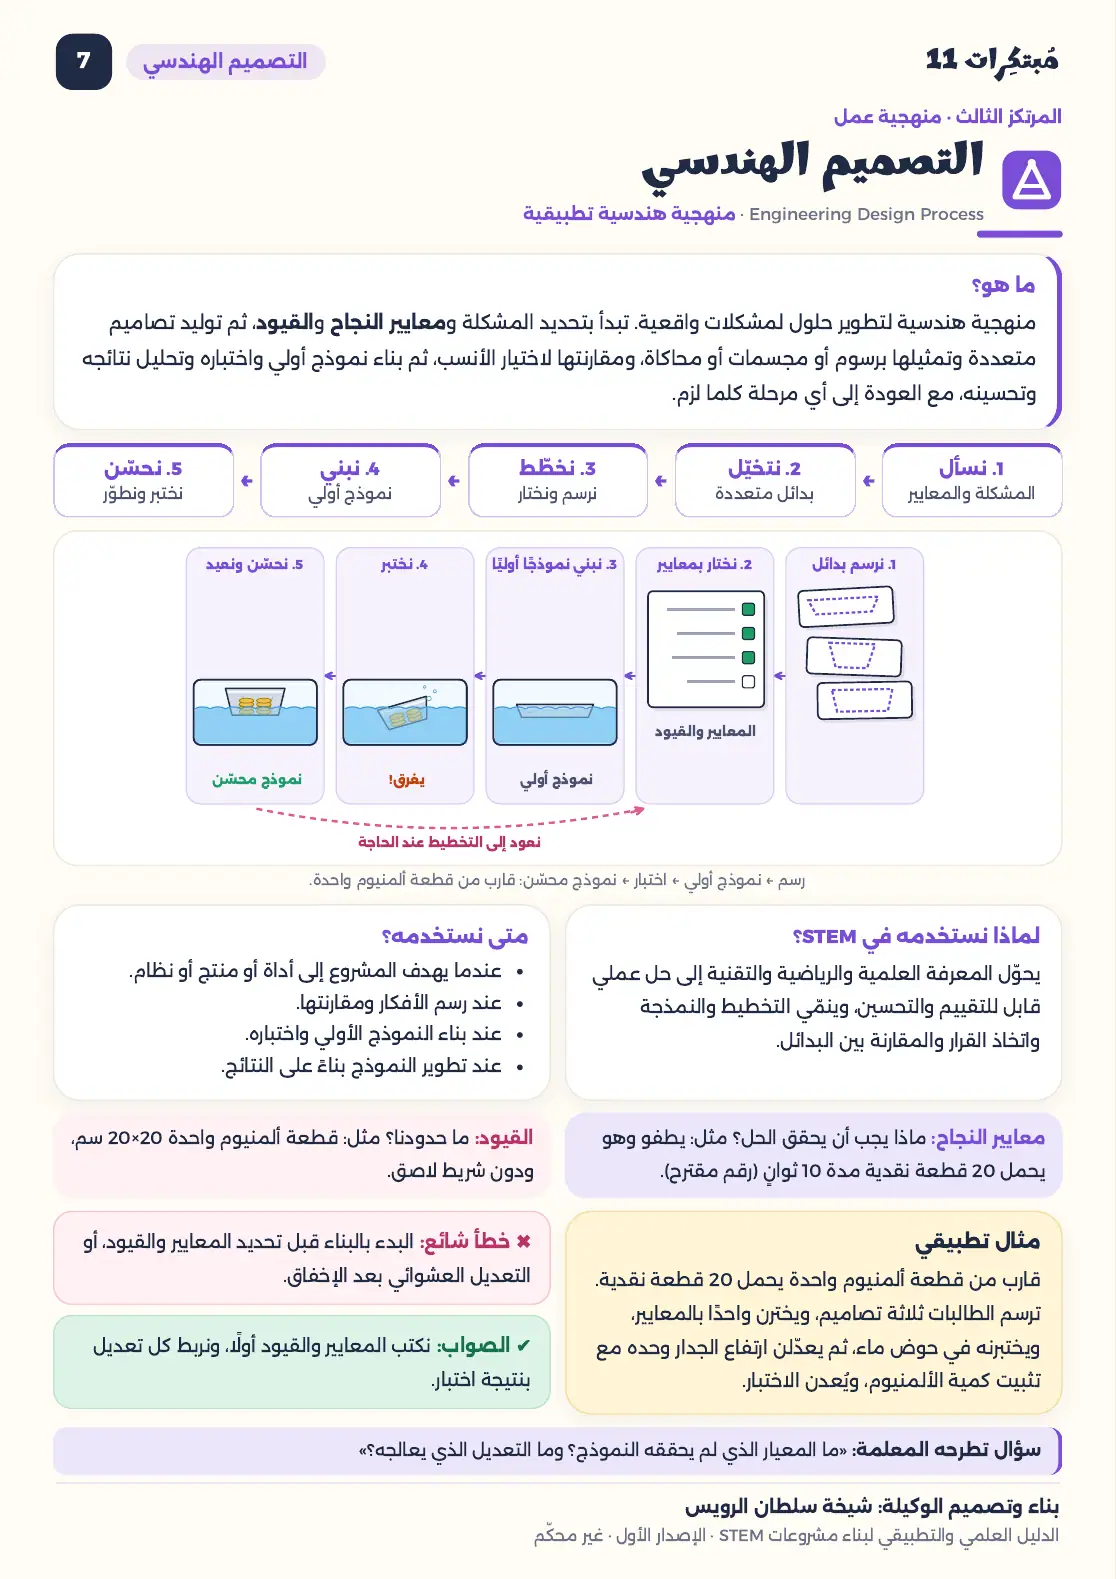 مُبتكِرات 11
التصميم الهندسي
7
المرتكز الثالث · منهجية عمل
التصميم الهندسي
Engineering Design Process · منهجية هندسية تطبيقية
ما هو؟
منهجية هندسية لتطوير حلول لمشكلات واقعية. تبدأ بتحديد المشكلة ومعايير النجاح والقيود، ثم توليد تصاميم
متعددة وتمثيلها برسوم أو مجسمات أو محاكاة، ومقارنتها لاختيار الأنسب، ثم بناء نموذج أولي واختباره وتحليل نتائجه
وتحسينه، مع العودة إلى أي مرحلة كلما لزم.
1. نسأل
المشكلة والمعايير
←
2. نتخيّل
بدائل متعددة
←
3. نخطّط
نرسم ونختار
←
4. نبني
نموذج أولي
←
5. نحسّن
نختبر ونطوّر
1. نرسم بدائل
2. نختار بمعايير
المعايير والقيود
3. نبني نموذجًا أوليًا
نموذج أولي
4. نختبر
يغرق!
5. نحسّن ونعيد
نموذج محسّن
نعود إلى التخطيط عند الحاجة
رسم ← نموذج أولي ← اختبار ← نموذج محسّن: قارب من قطعة ألمنيوم واحدة.
لماذا نستخدمه في STEM؟
يحوّل المعرفة العلمية والرياضية والتقنية إلى حل عملي
قابل للتقييم والتحسين، وينمّي التخطيط والنمذجة
واتخاذ القرار والمقارنة بين البدائل.
متى نستخدمه؟
• عندما يهدف المشروع إلى أداة أو منتج أو نظام.
• عند رسم الأفكار ومقارنتها.
• عند بناء النموذج الأولي واختباره.
• عند تطوير النموذج بناءً على النتائج.
معايير النجاح: ماذا يجب أن يحقق الحل؟ مثل: يطفو وهو
يحمل 20 قطعة نقدية مدة 10 ثوانٍ (رقم مقترح).
القيود: ما حدودنا؟ مثل: قطعة ألمنيوم واحدة 20×20 سم،
ودون شريط لاصق.
مثال تطبيقي
قارب من قطعة ألمنيوم واحدة يحمل 20 قطعة نقدية.
ترسم الطالبات ثلاثة تصاميم، ويخترن واحدًا بالمعايير،
ويختبرنه في حوض ماء، ثم يعدّلن ارتفاع الجدار وحده مع
تثبيت كمية الألمنيوم، ويُعدن الاختبار.
✖ خطأ شائع: البدء بالبناء قبل تحديد المعايير والقيود، أو
التعديل العشوائي بعد الإخفاق.
✔ الصواب: نكتب المعايير والقيود أولًا، ونربط كل تعديل
بنتيجة اختبار.
سؤال تطرحه المعلمة: «ما المعيار الذي لم يحققه النموذج؟ وما التعديل الذي يعالجه؟»
بناء وتصميم الوكيلة: شيخة سلطان الرويس
الدليل العلمي والتطبيقي لبناء مشروعات STEM · الإصدار الأول · غير محكّم